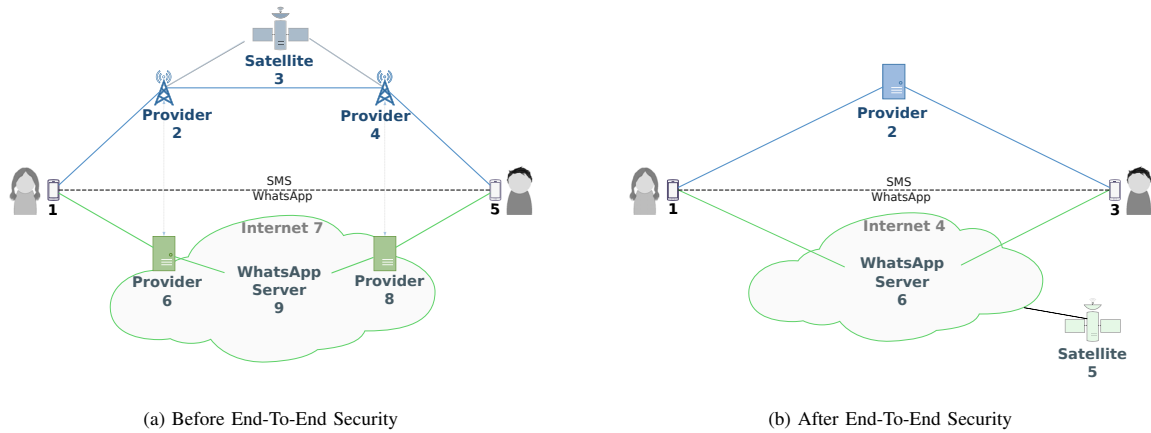 Satellite
3
Provider
2
Provider
4
SMS
WhatsApp
1
5
Internet 7
Provider
6
WhatsApp
Server
9
Provider
8
(a) Before End-To-End Security
Provider
2
SMS
WhatsApp
1
3
Internet 4
WhatsApp
Server
6
Satellite
5
(b) After End-To-End Security